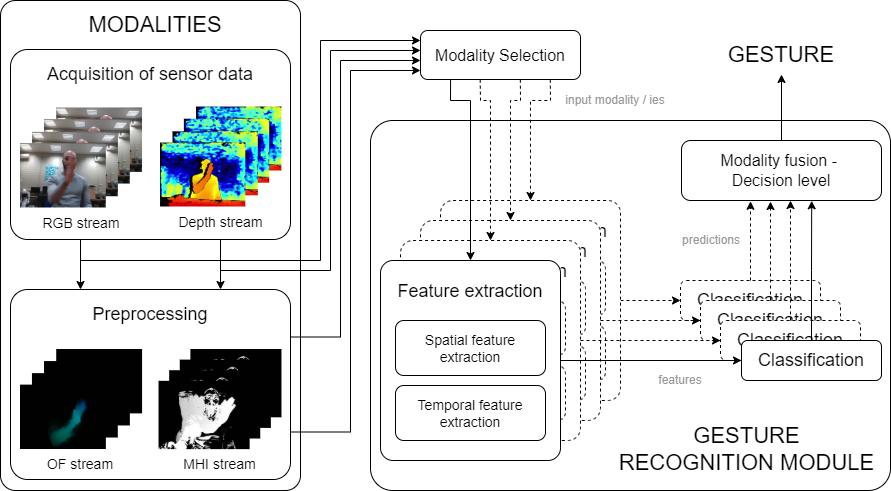 MODALITIES
Acquisition of sensor data
RGB stream
Depth stream
Preprocessing
OF stream
MHI stream
Modality Selection
input modality / ies
GESTURE
Modality fusion -
Decision level
predictions
Feature extraction
Spatial feature
extraction
Temporal feature
extraction
features
Classification
Classification
Classification
Classification
GESTURE
RECOGNITION MODULE